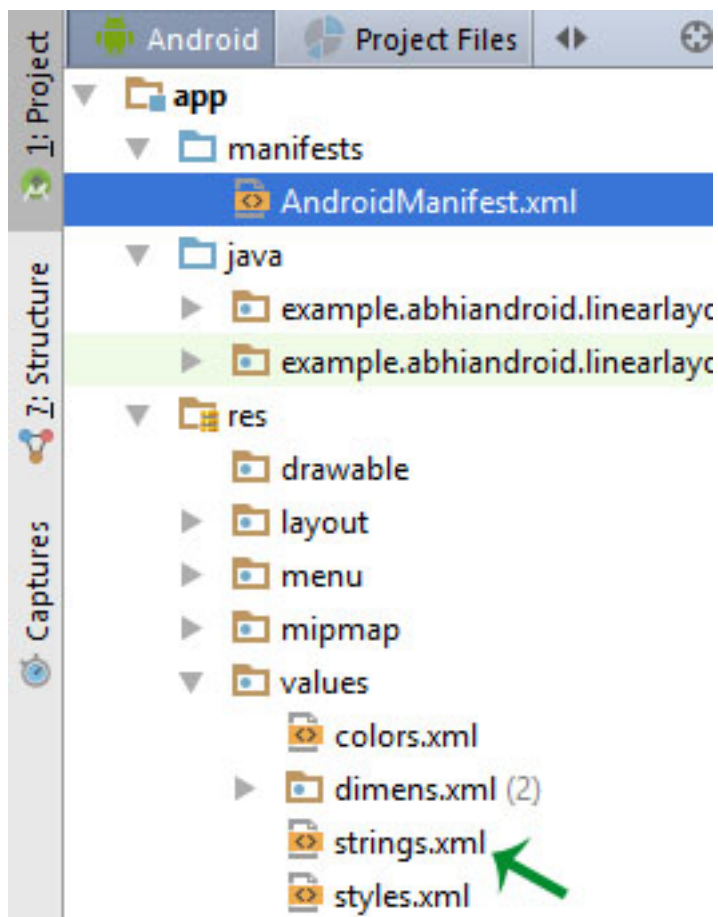 Android Project Files
1: Project
7: Structure
Captures
app
manifests
AndroidManifest.xml
java
example.abhiandroid.linearlayo
example.abhiandroid.linearlayo
res
drawable
layout
menu
mipmap
values
colors.xml
dimens.xml (2)
strings.xml
styles.xml